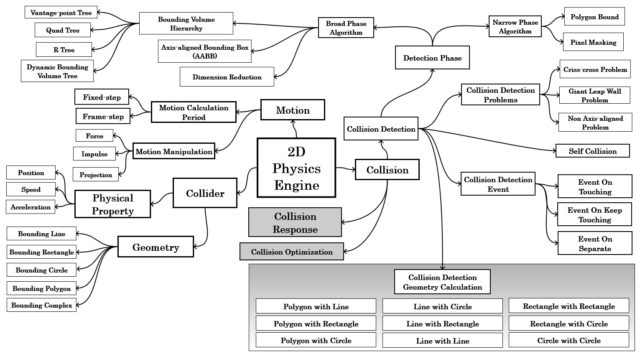 Vantage-point Tree
Quad Tree
R Tree
Dynamic Bounding
Volume Tree
Bounding Volume
Hierarchy
Axis-aligned Bounding Box
(AABB)
Dimension Reduction
Broad Phase
Algorithm
Narrow Phase
Algorithm
Polygon Bound
Pixel Masking
Detection Phase
Fixed-step
Frame-step
Motion Calculation
Period
Motion
Force
Impulse
Projection
Motion Manipulation
Collision Detection
Collision Detection
Problems
Criss-cross Problem
Giant Leap Wall
Problem
Non Axis-aligned
Problem
Self Collision
2D
Physics
Engine
Collision
Collision Detection
Event
Event On
Touching
Event On Keep
Touching
Event On
Separate
Position
Speed
Acceleration
Physical
Property
Collider
Collision
Response
Collision Optimization
Bounding Line
Bounding Rectangle
Bounding Circle
Bounding Polygon
Bounding Complex
Geometry
Collision Detection
Geometry Calculation
Polygon with Line
Line with Circle
Rectangle with Rectangle
Polygon with Rectangle
Line with Rectangle
Rectangle with Circle
Polygon with Circle
Line with Line
Circle with Circle